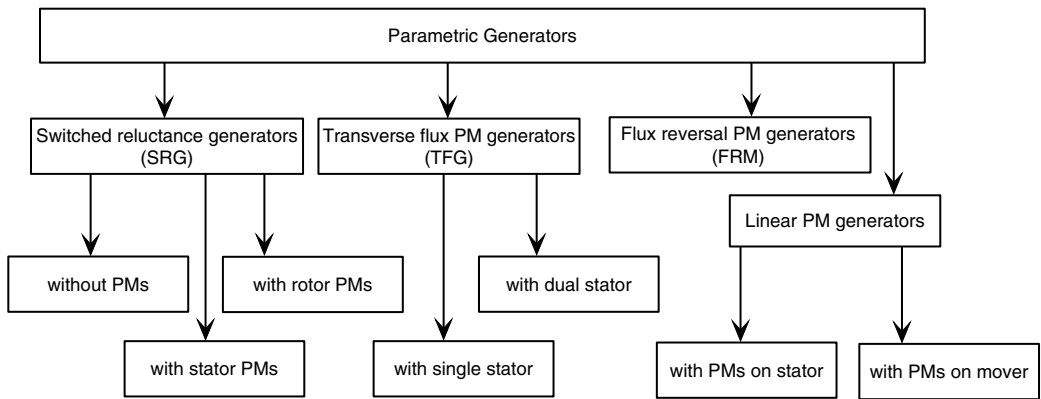 Parametric Generators
Switched reluctance generators
(SRG)
Transverse flux PM generators
(TFG)
Flux reversal PM generators
(FRM)
Linear PM generators
without PMs
with rotor PMs
with dual stator
with stator PMs
with single stator
with PMs on stator
with PMs on mover